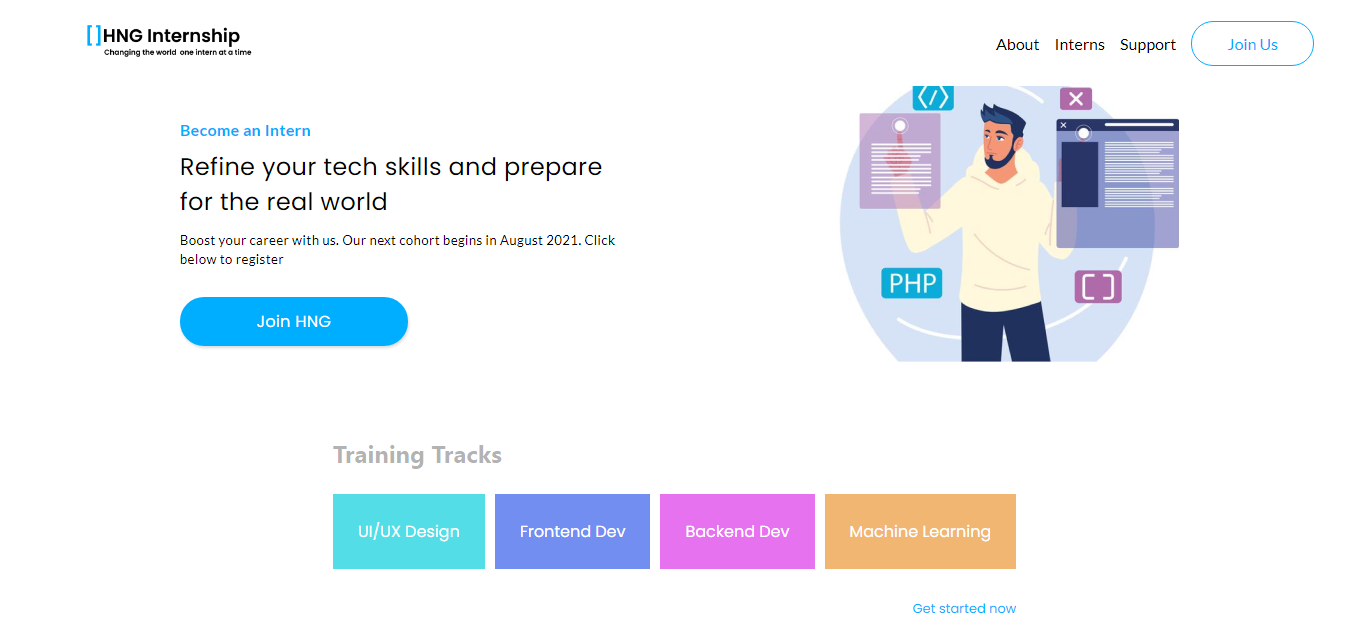 [ ]HNG Internship
Changing the world one intern at a time
About Interns Support Join Us
Become an Intern
Refine your tech skills and prepare
for the real world
Boost your career with us. Our next cohort begins in August 2021. Click
below to register
Join HNG
</>
PHP
[ ]
Training Tracks
UI/UX Design
Frontend Dev
Backend Dev
Machine Learning
Get started now